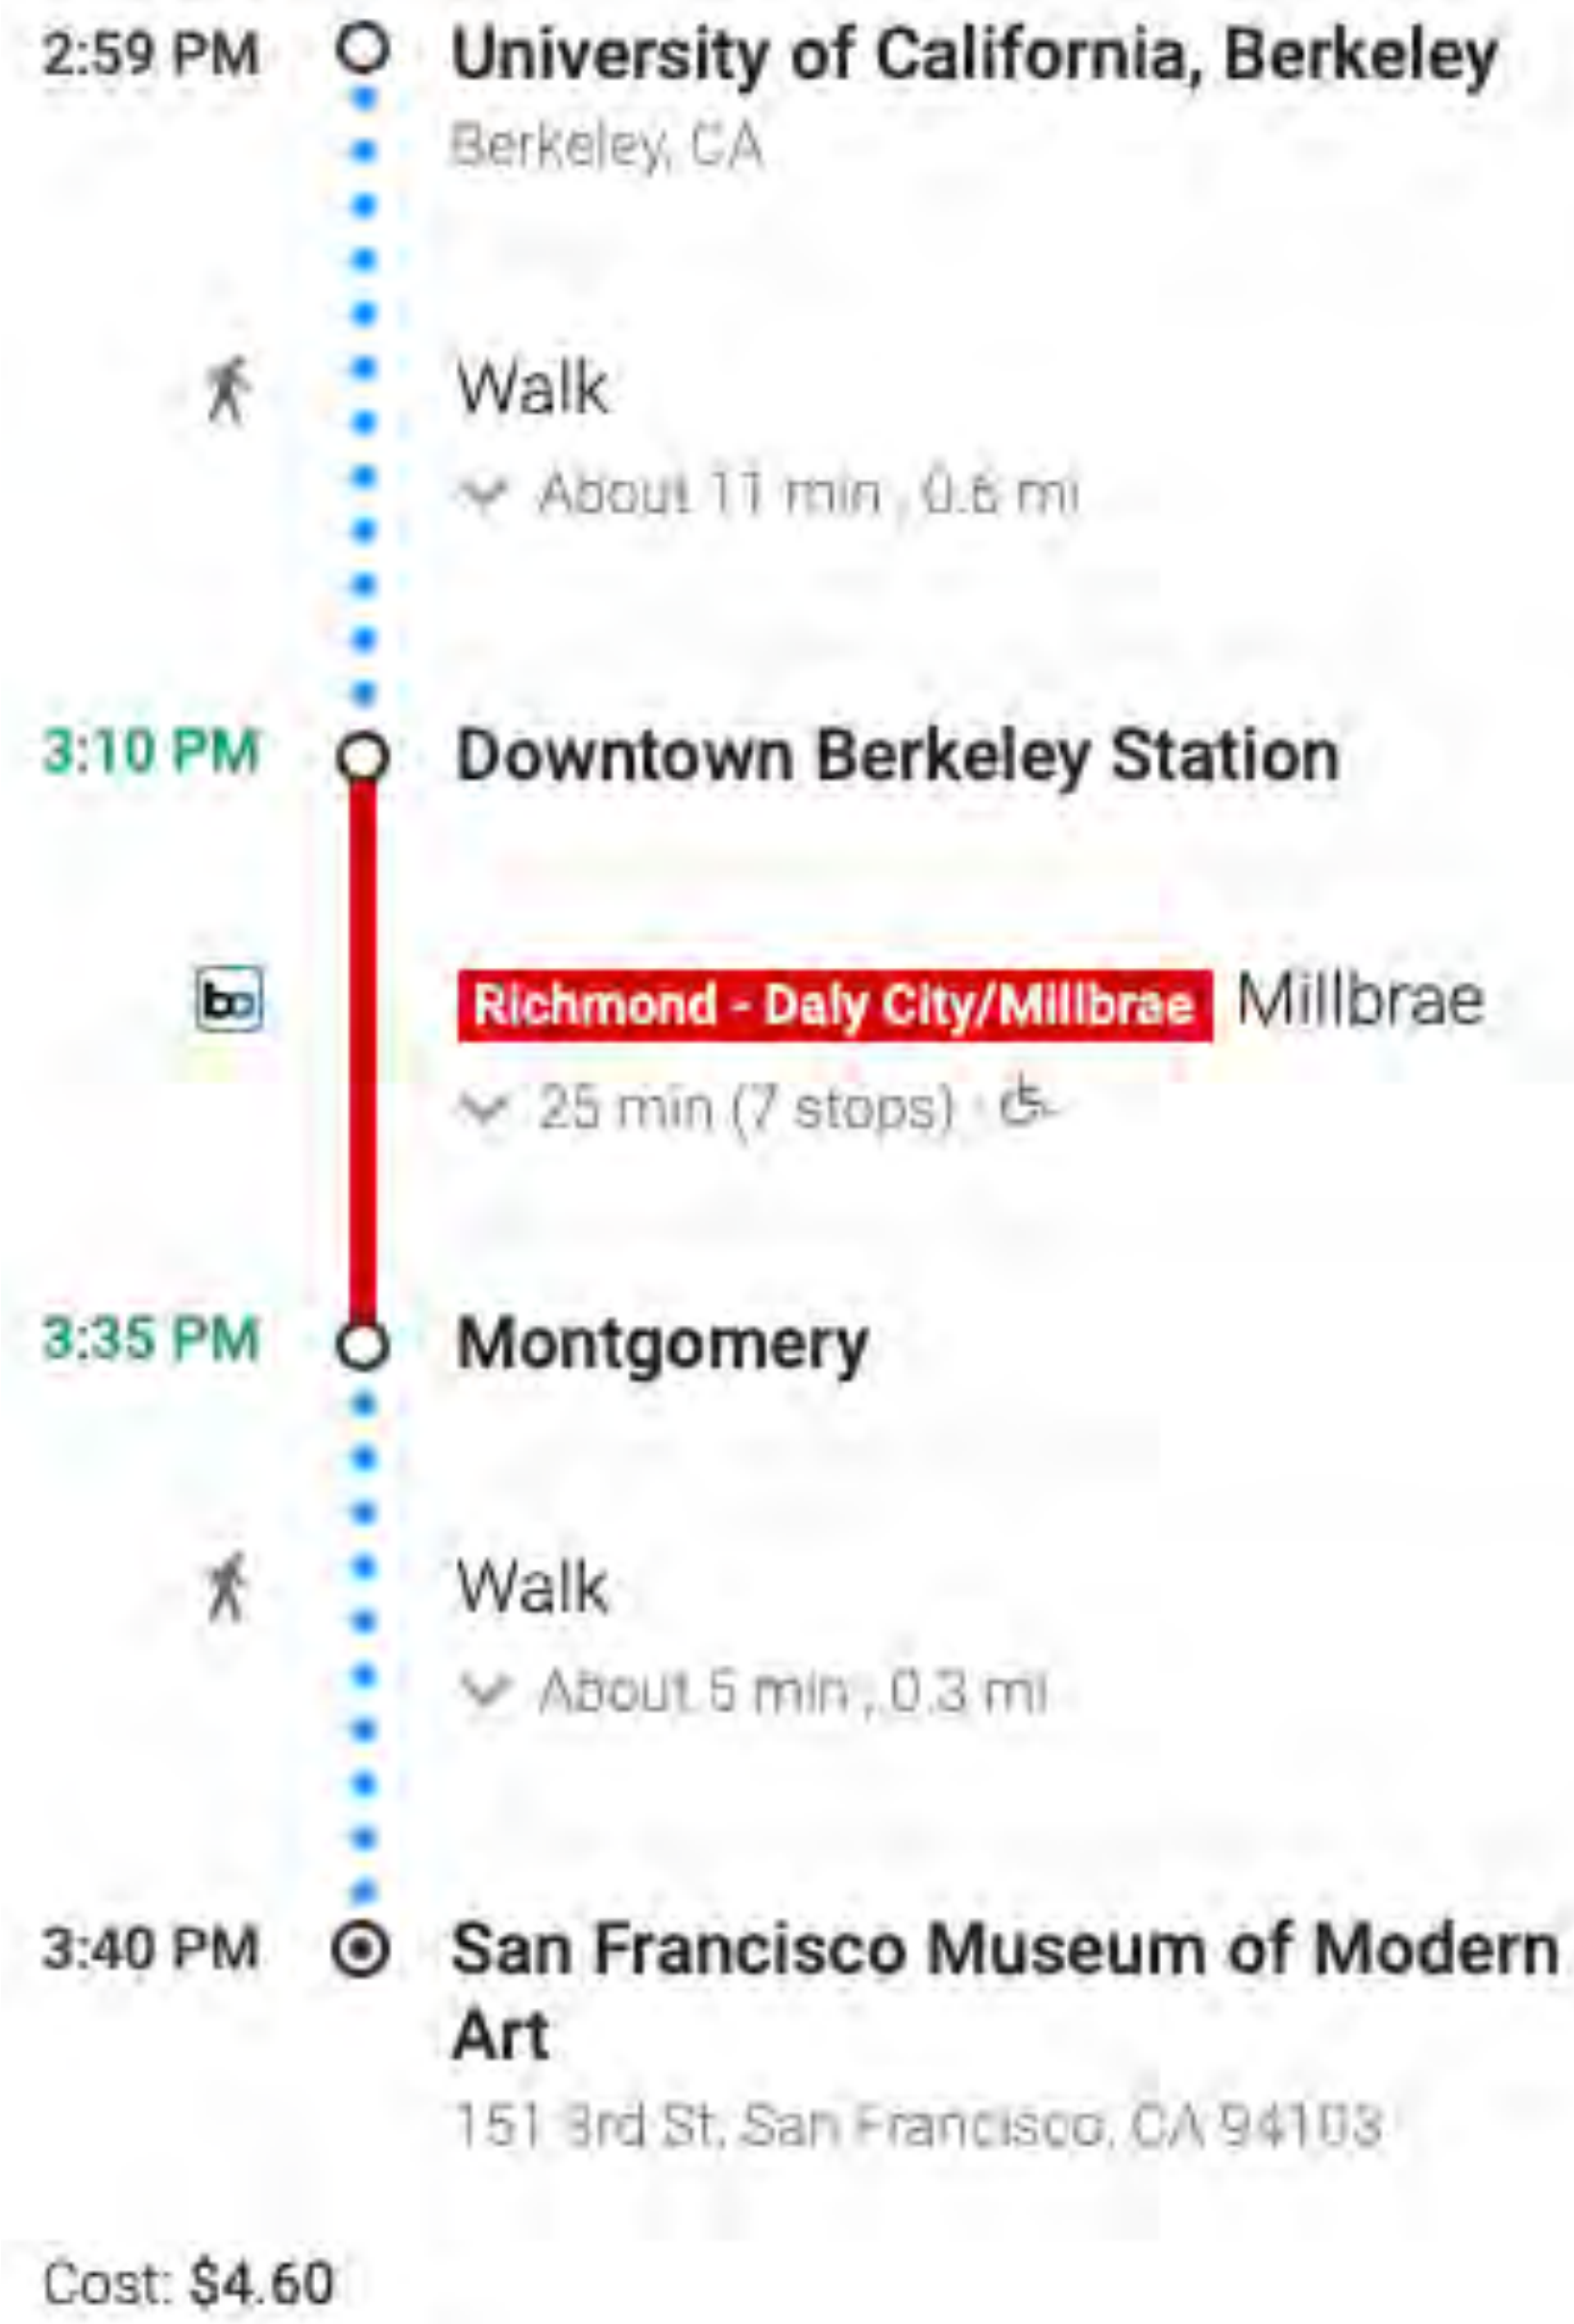 2:59 PM University of California, Berkeley
Berkeley, CA
Walk
About 11 min, 0.6 mi
3:10 PM Downtown Berkeley Station
ba Richmond - Daly City/Millbrae Millbrae
25 min (7 stops) ·
3:35 PM Montgomery
Walk
About 5 min, 0.3 mi
3:40 PM San Francisco Museum of Modern
Art
151 3rd St, San Francisco, CA 94103
Cost: $4.60